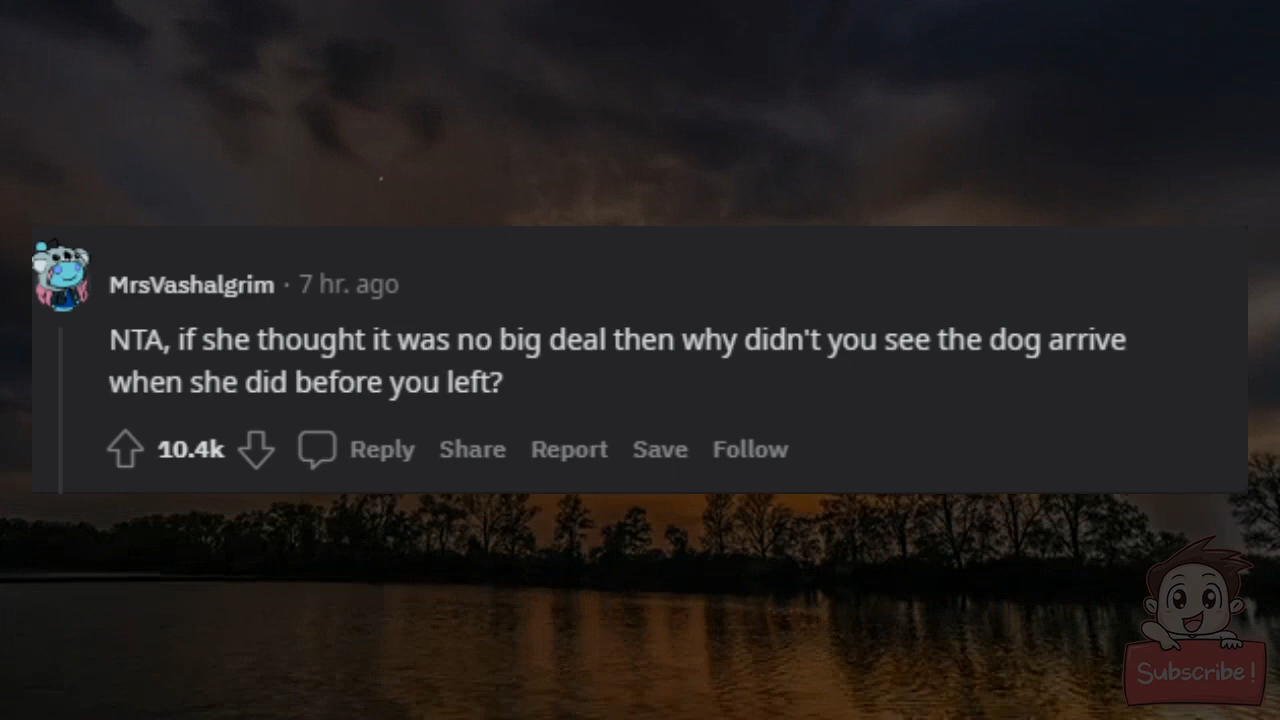 MrsVashalgrim · 7 hr. ago
NTA, if she thought it was no big deal then why didn't you see the dog arrive
when she did before you left?
10.4k Reply Share Report Save Follow
Subscribe!